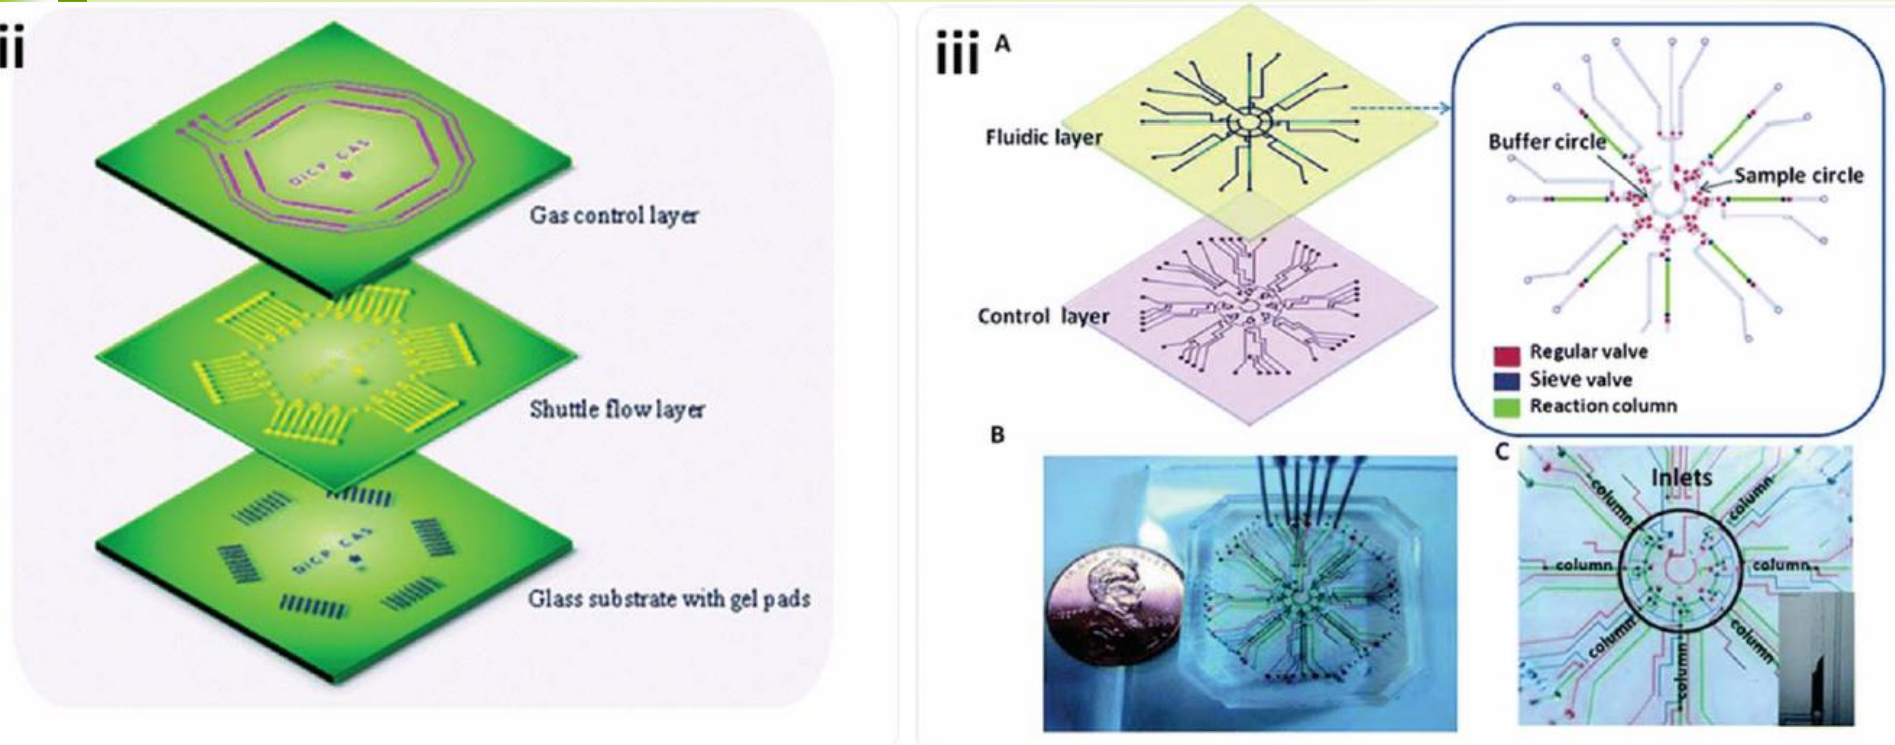 ii
DICP CAS
Gas control layer
Shuttle flow layer
DICP CAS
Glass substrate with gel pads
iii
A
Fluidic layer
Control layer
Buffer circle
Sample circle
Regular valve
Sieve valve
Reaction column
B
C
Inlets
column
column
column
column
column
column
column